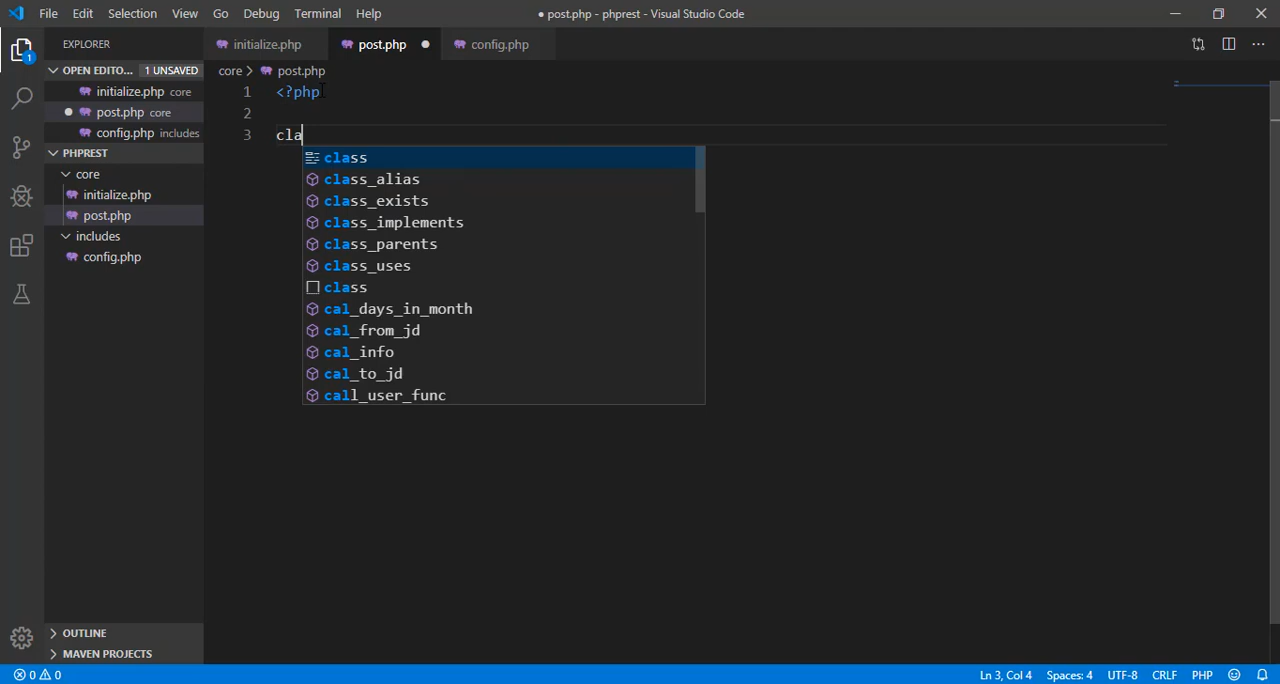 File Edit Selection View Go Debug Terminal Help ● post.php - phprest - Visual Studio Code
EXPLORER
initialize.php post.php config.php
OPEN EDITO... 1 UNSAVED
initialize.php core
post.php core
config.php includes
PHPREST
core
initialize.php
post.php
includes
config.php
OUTLINE
MAVEN PROJECTS
1
core > post.php
1 <?php
2
3 cla
class
class_alias
class_exists
class_implements
class_parents
class_uses
class
cal_days_in_month
cal_from_jd
cal_info
cal_to_jd
call_user_func
0 0 Ln 3, Col 4 Spaces: 4 UTF-8 CRLF PHP